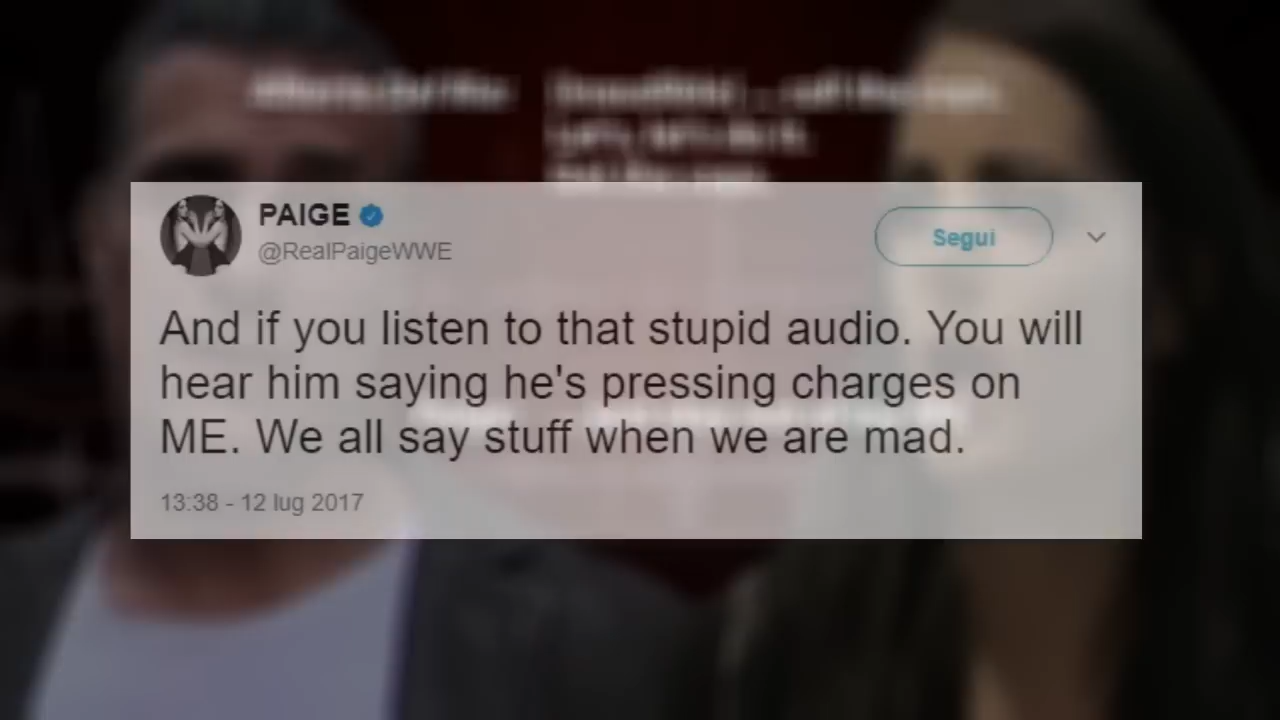 PAIGE
@RealPaigeWWE
Segui
And if you listen to that stupid audio. You will
hear him saying he's pressing charges on
ME. We all say stuff when we are mad.
13:38 - 12 lug 2017